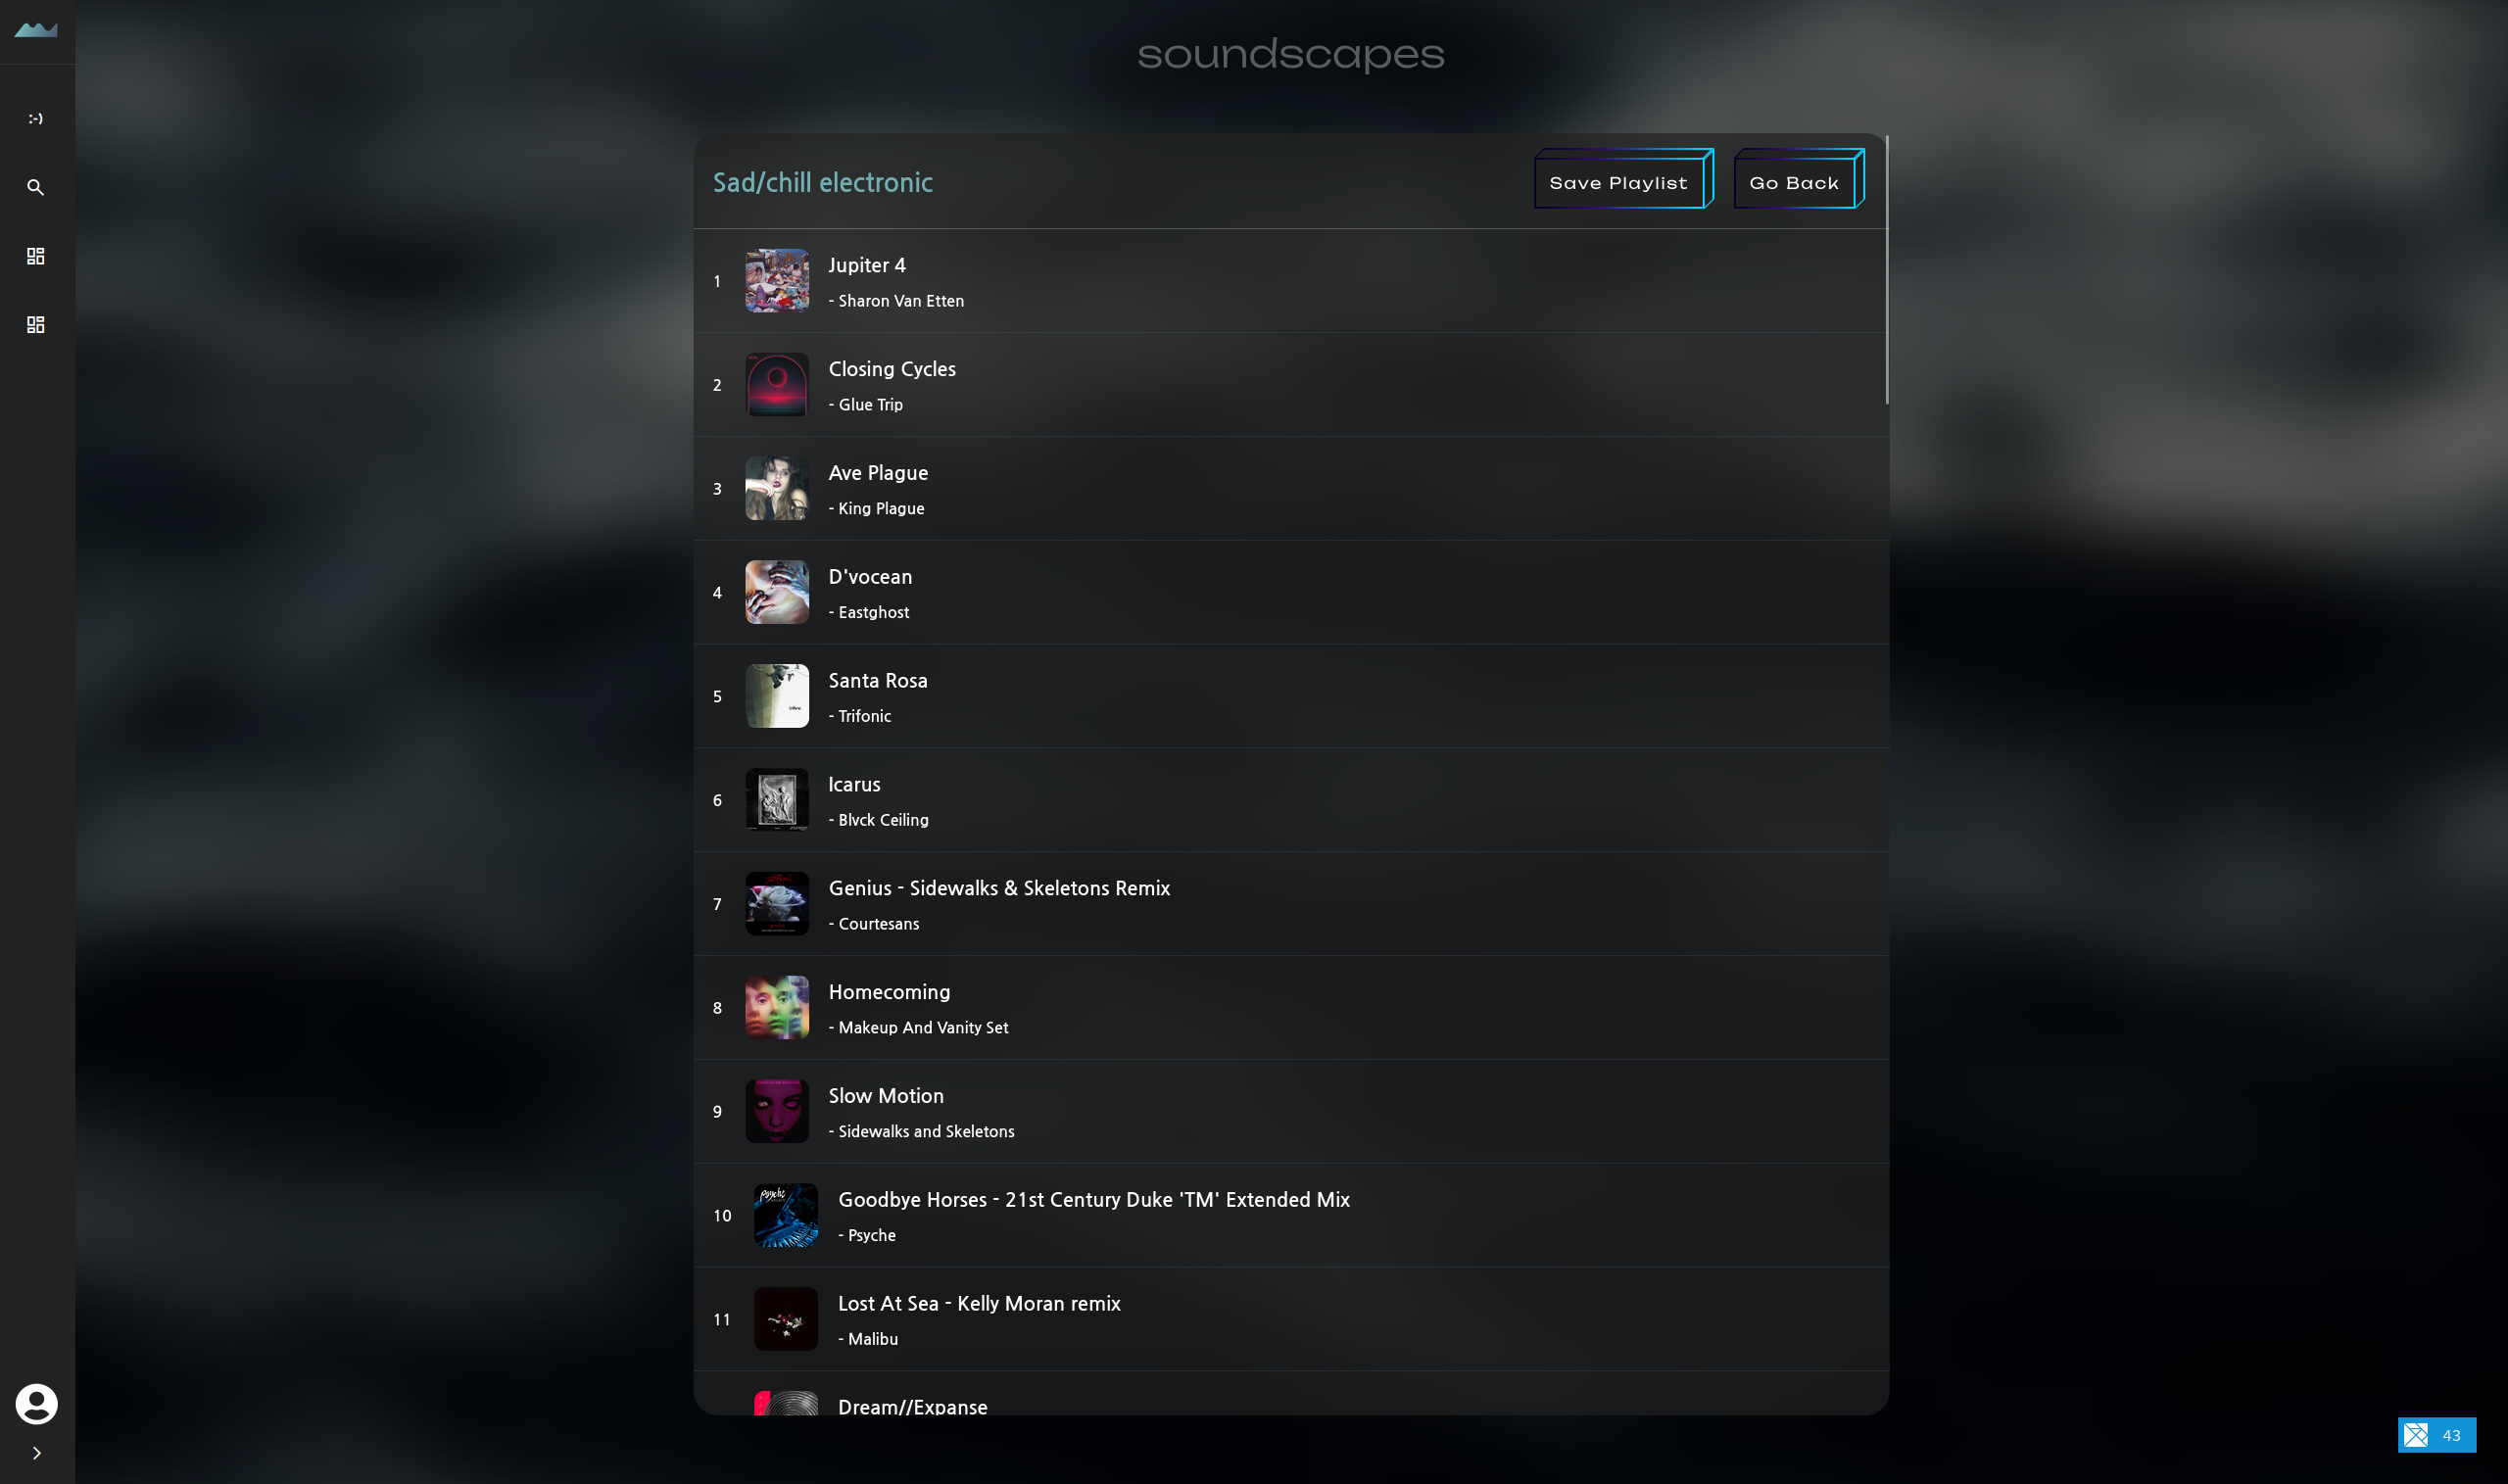 soundscapes
:-)
Sad/chill electronic
Save Playlist
Go Back
1
Jupiter 4
- Sharon Van Etten
2
Closing Cycles
- Glue Trip
3
Ave Plague
- King Plague
4
D'vocean
- Eastghost
5
Santa Rosa
- Trifonic
6
Icarus
- Blvck Ceiling
7
Genius - Sidewalks & Skeletons Remix
- Courtesans
8
Homecoming
- Makeup And Vanity Set
9
Slow Motion
- Sidewalks and Skeletons
10
psyche
Goodbye Horses - 21st Century Duke 'TM' Extended Mix
- Psyche
11
Lost At Sea - Kelly Moran remix
- Malibu
Dream//Expanse
43